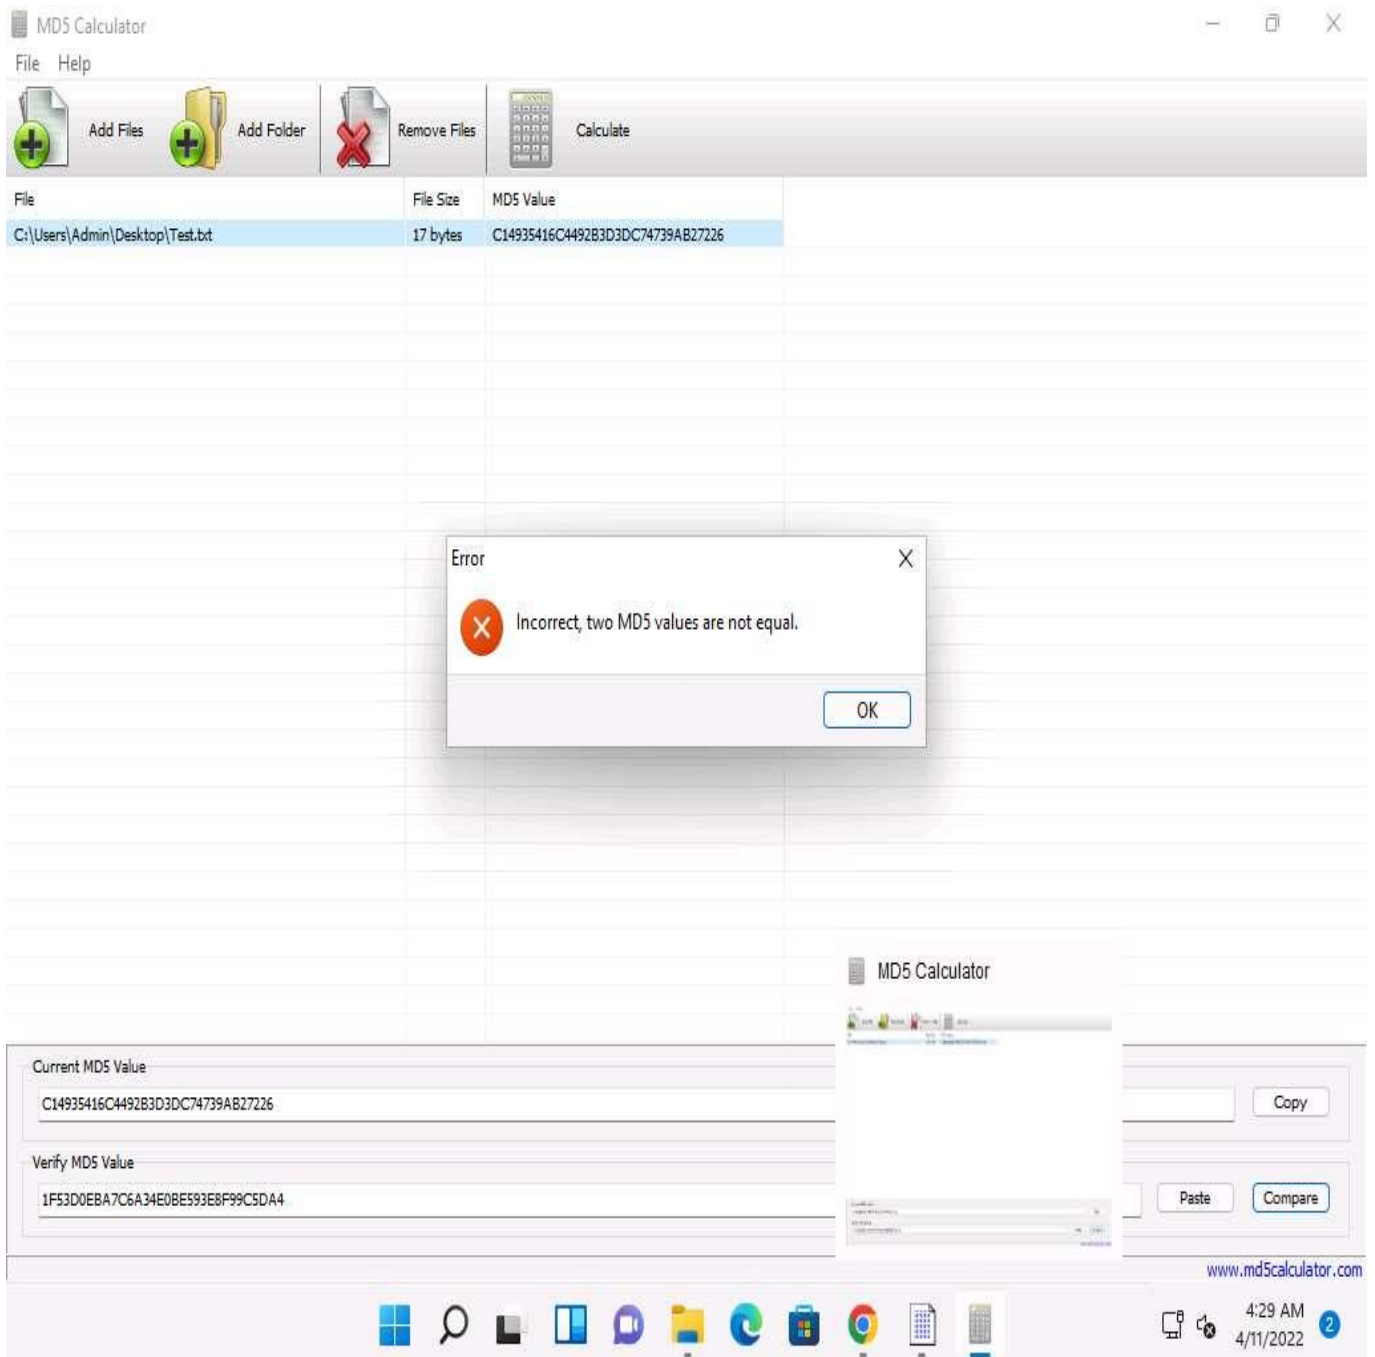 MD5 Calculator
File Help
Add Files Add Folder Remove Files Calculate
File File Size MD5 Value
C:\Users\Admin\Desktop\Test.txt 17 bytes C14935416C4492B3D3DC74739AB27226
Error
Incorrect, two MD5 values are not equal.
OK
MD5 Calculator
Current MD5 Value
C14935416C4492B3D3DC74739AB27226
Copy
Verify MD5 Value
1F53D0EBA7C6A34E0BE593E8F99C5DA4
Paste Compare
www.md5calculator.com
4:29 AM
4/11/2022
2